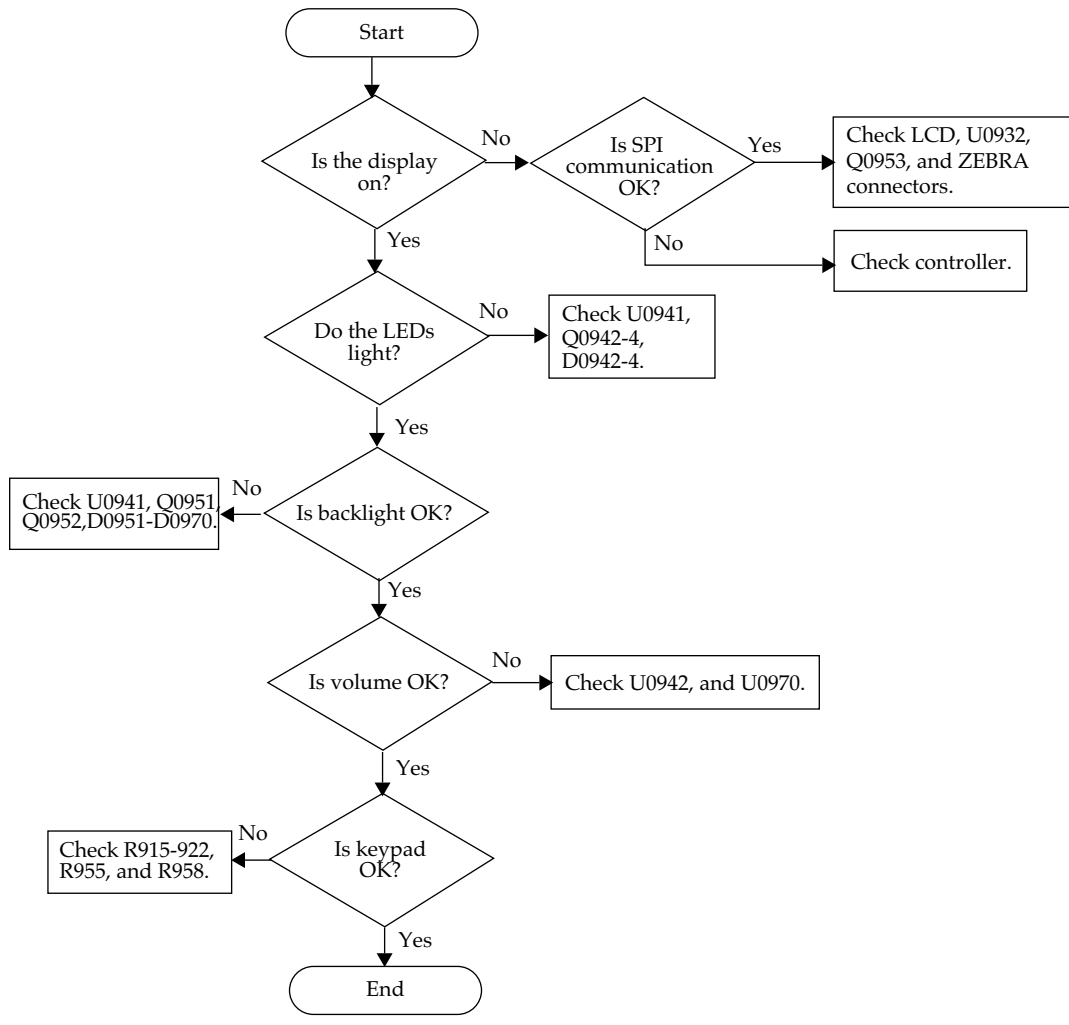 Start
Is the display
on?
No
Is SPI
communication
OK?
Yes
Check LCD, U0932,
Q0953, and ZEBRA
connectors.
No
Check controller.
Yes
Do the LEDs
light?
No
Check U0941,
Q0942-4,
D0942-4.
Yes
Is backlight OK?
No
Check U0941, Q0951,
Q0952,D0951-D0970.
Yes
Is volume OK?
No
Check U0942, and U0970.
Yes
Is keypad
OK?
No
Check R915-922,
R955, and R958.
Yes
End